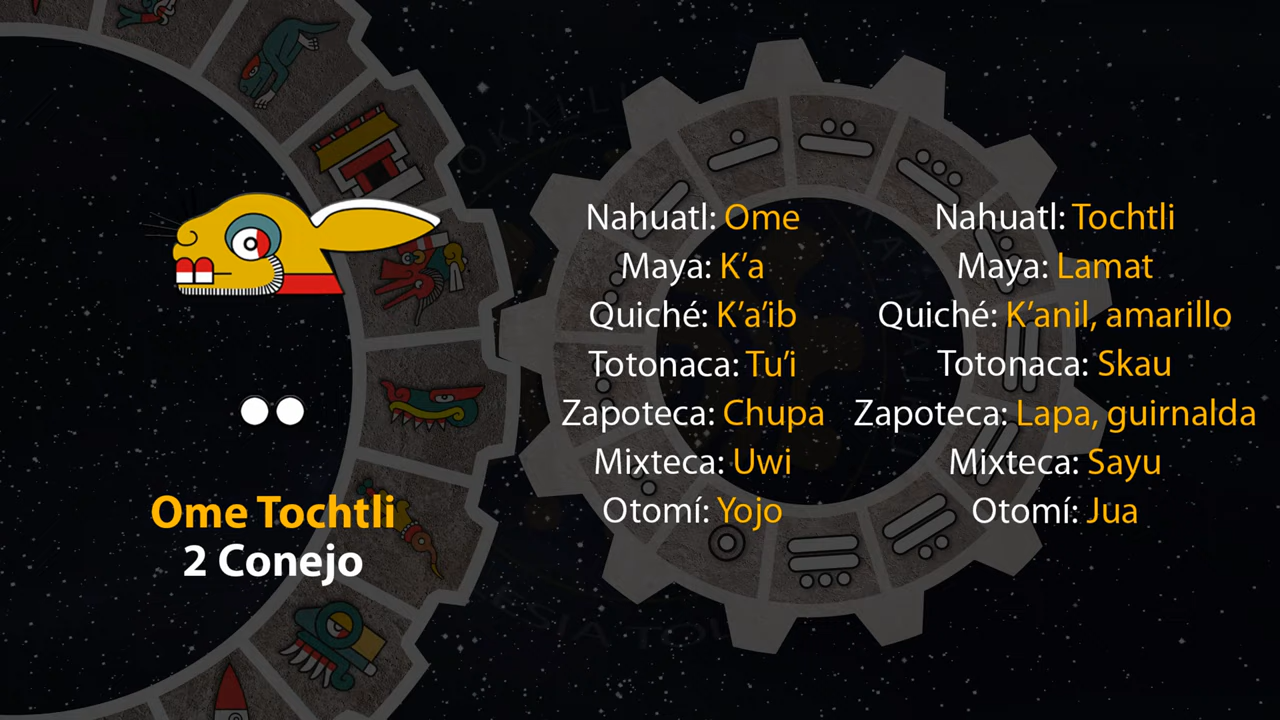 Nahuatl: Ome
Maya: K’a
Quiché: K’a’ib
Totonaca: Tu’i
Zapoteca: Chupa
Mixteca: Uwi
Otomí: Yojo
Nahuatl: Tochtli
Maya: Lamat
Quiché: K’anil, amarillo
Totonaca: Skau
Zapoteca: Lapa, guirnalda
Mixteca: Sayu
Otomí: Jua
Ome Tochtli
2 Conejo